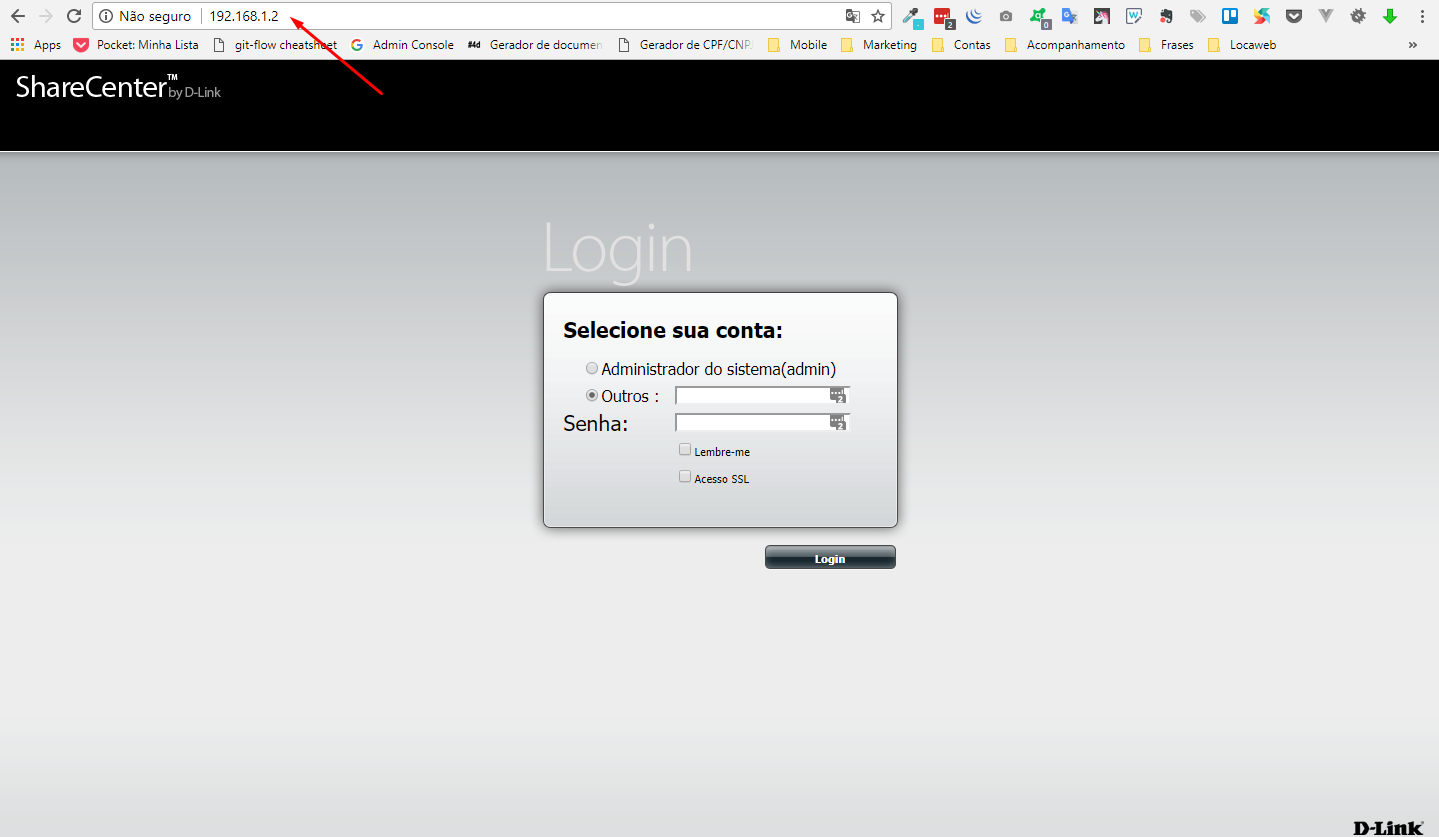 Não seguro 192.168.1.2
Apps Pocket: Minha Lista git-flow cheatsheet Admin Console #4d Gerador de documen Gerador de CPF/CNPJ Mobile Marketing Contas Acompanhamento Frases Locaweb »
ShareCenter™ by D-Link
Login
Selecione sua conta:
Administrador do sistema(admin)
Outros :
Senha:
Lembre-me
Acesso SSL
Login
D-Link